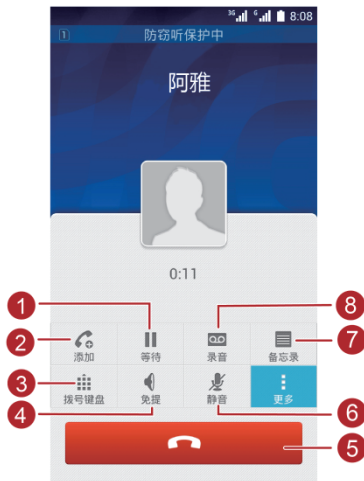 3G G 8:08
1 防窃听保护中
阿雅
0:11
1 8
2 添加 等待 录音 备忘录 7
3 拨号键盘 免提 静音 更多
4 6
5